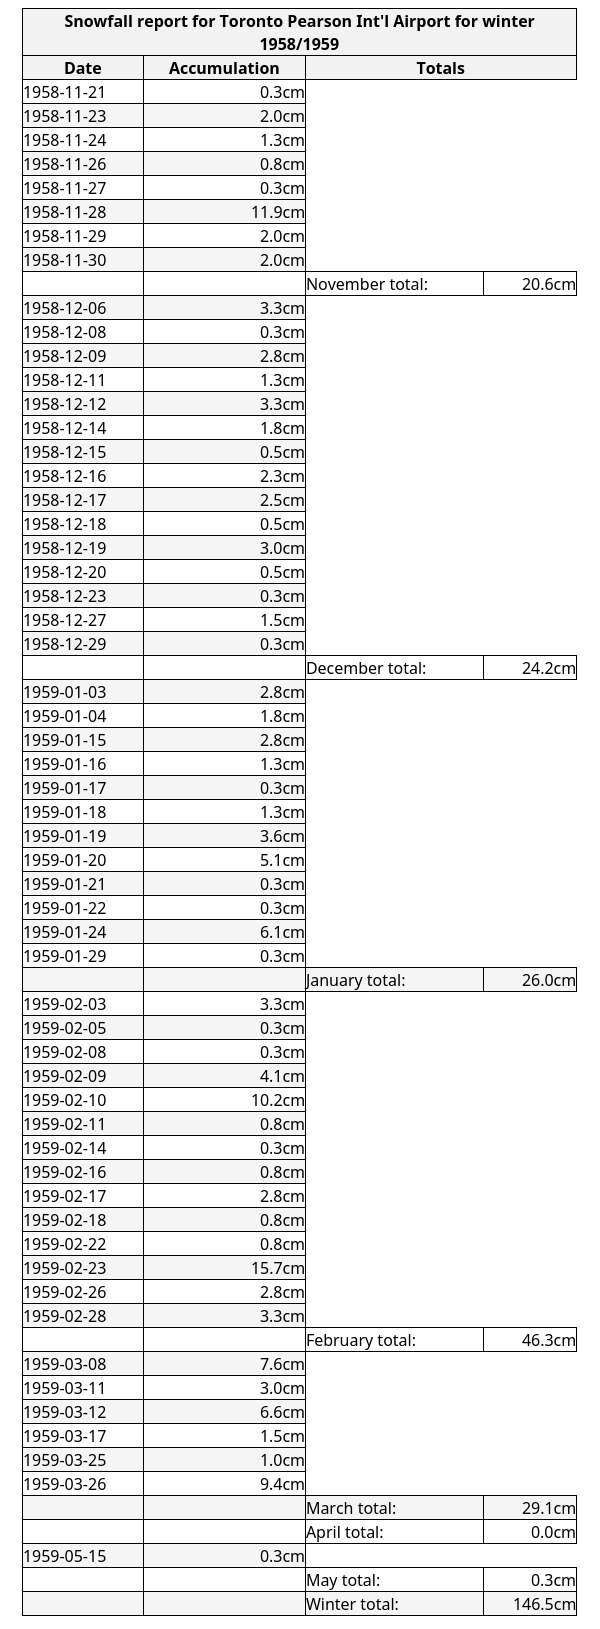 Snowfall report for Toronto Pearson Int'l Airport for winter
1958/1959
Date Accumulation Totals
1958-11-21 0.3cm
1958-11-23 2.0cm
1958-11-24 1.3cm
1958-11-26 0.8cm
1958-11-27 0.3cm
1958-11-28 11.9cm
1958-11-29 2.0cm
1958-11-30 2.0cm
November total: 20.6cm
1958-12-06 3.3cm
1958-12-08 0.3cm
1958-12-09 2.8cm
1958-12-11 1.3cm
1958-12-12 3.3cm
1958-12-14 1.8cm
1958-12-15 0.5cm
1958-12-16 2.3cm
1958-12-17 2.5cm
1958-12-18 0.5cm
1958-12-19 3.0cm
1958-12-20 0.5cm
1958-12-23 0.3cm
1958-12-27 1.5cm
1958-12-29 0.3cm
December total: 24.2cm
1959-01-03 2.8cm
1959-01-04 1.8cm
1959-01-15 2.8cm
1959-01-16 1.3cm
1959-01-17 0.3cm
1959-01-18 1.3cm
1959-01-19 3.6cm
1959-01-20 5.1cm
1959-01-21 0.3cm
1959-01-22 0.3cm
1959-01-24 6.1cm
1959-01-29 0.3cm
January total: 26.0cm
1959-02-03 3.3cm
1959-02-05 0.3cm
1959-02-08 0.3cm
1959-02-09 4.1cm
1959-02-10 10.2cm
1959-02-11 0.8cm
1959-02-14 0.3cm
1959-02-16 0.8cm
1959-02-17 2.8cm
1959-02-18 0.8cm
1959-02-22 0.8cm
1959-02-23 15.7cm
1959-02-26 2.8cm
1959-02-28 3.3cm
February total: 46.3cm
1959-03-08 7.6cm
1959-03-11 3.0cm
1959-03-12 6.6cm
1959-03-17 1.5cm
1959-03-25 1.0cm
1959-03-26 9.4cm
March total: 29.1cm
April total: 0.0cm
1959-05-15 0.3cm
May total: 0.3cm
Winter total: 146.5cm